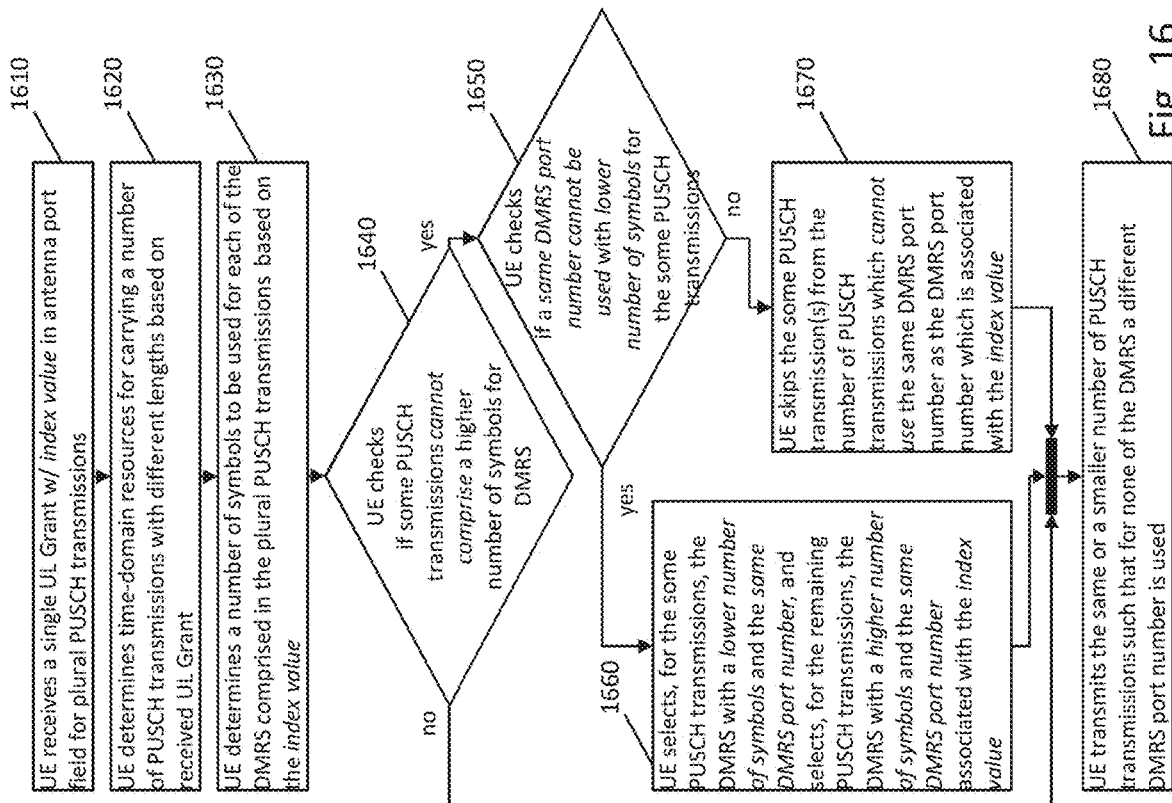 1610
UE receives a single UL Grant w/ index value in antenna port
field for plural PUSCH transmissions
1620
UE determines time-domain resources for carrying a number
of PUSCH transmissions with different lengths based on
received UL Grant
1630
UE determines a number of symbols to be used for each of the
DMRS comprised in the plural PUSCH transmissions based on
the index value
1640
UE checks
if some PUSCH
transmissions cannot
comprise a higher
number of symbols for
DMRS
no
yes
1650
UE checks
if a same DMRS port
number cannot be
used with lower
number of symbols for
the some PUSCH
transmissions
yes
no
1660
UE selects, for the some
PUSCH transmissions, the
DMRS with a lower number
of symbols and the same
DMRS port number, and
selects, for the remaining
PUSCH transmissions, the
DMRS with a higher number
of symbols and the same
DMRS port number
associated with the index
value
1670
UE skips the some PUSCH
transmission(s) from the
number of PUSCH
transmissions which cannot
use the same DMRS port
number as the DMRS port
number which is associated
with the index value
1680
UE transmits the same or a smaller number of PUSCH
transmissions such that for none of the DMRS a different
DMRS port number is used
Fig. 16